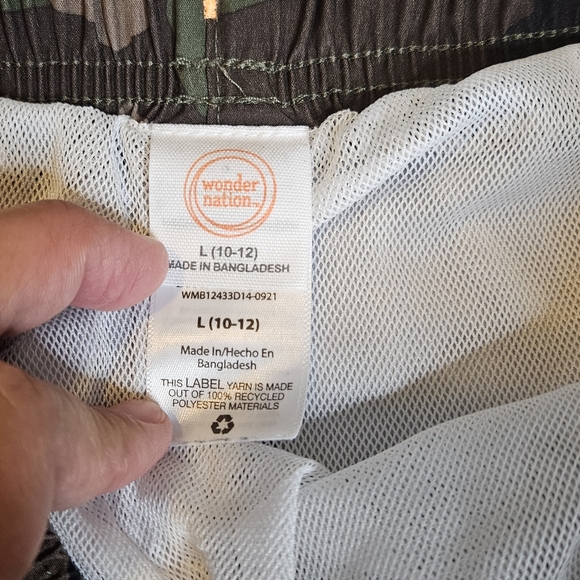 wonder
nation™
L (10-12)
MADE IN BANGLADESH
WMB12433D14-0921
L (10-12)
Made In/Hecho En
Bangladesh
THIS LABEL YARN IS MADE
OUT OF 100% RECYCLED
POLYESTER MATERIALS